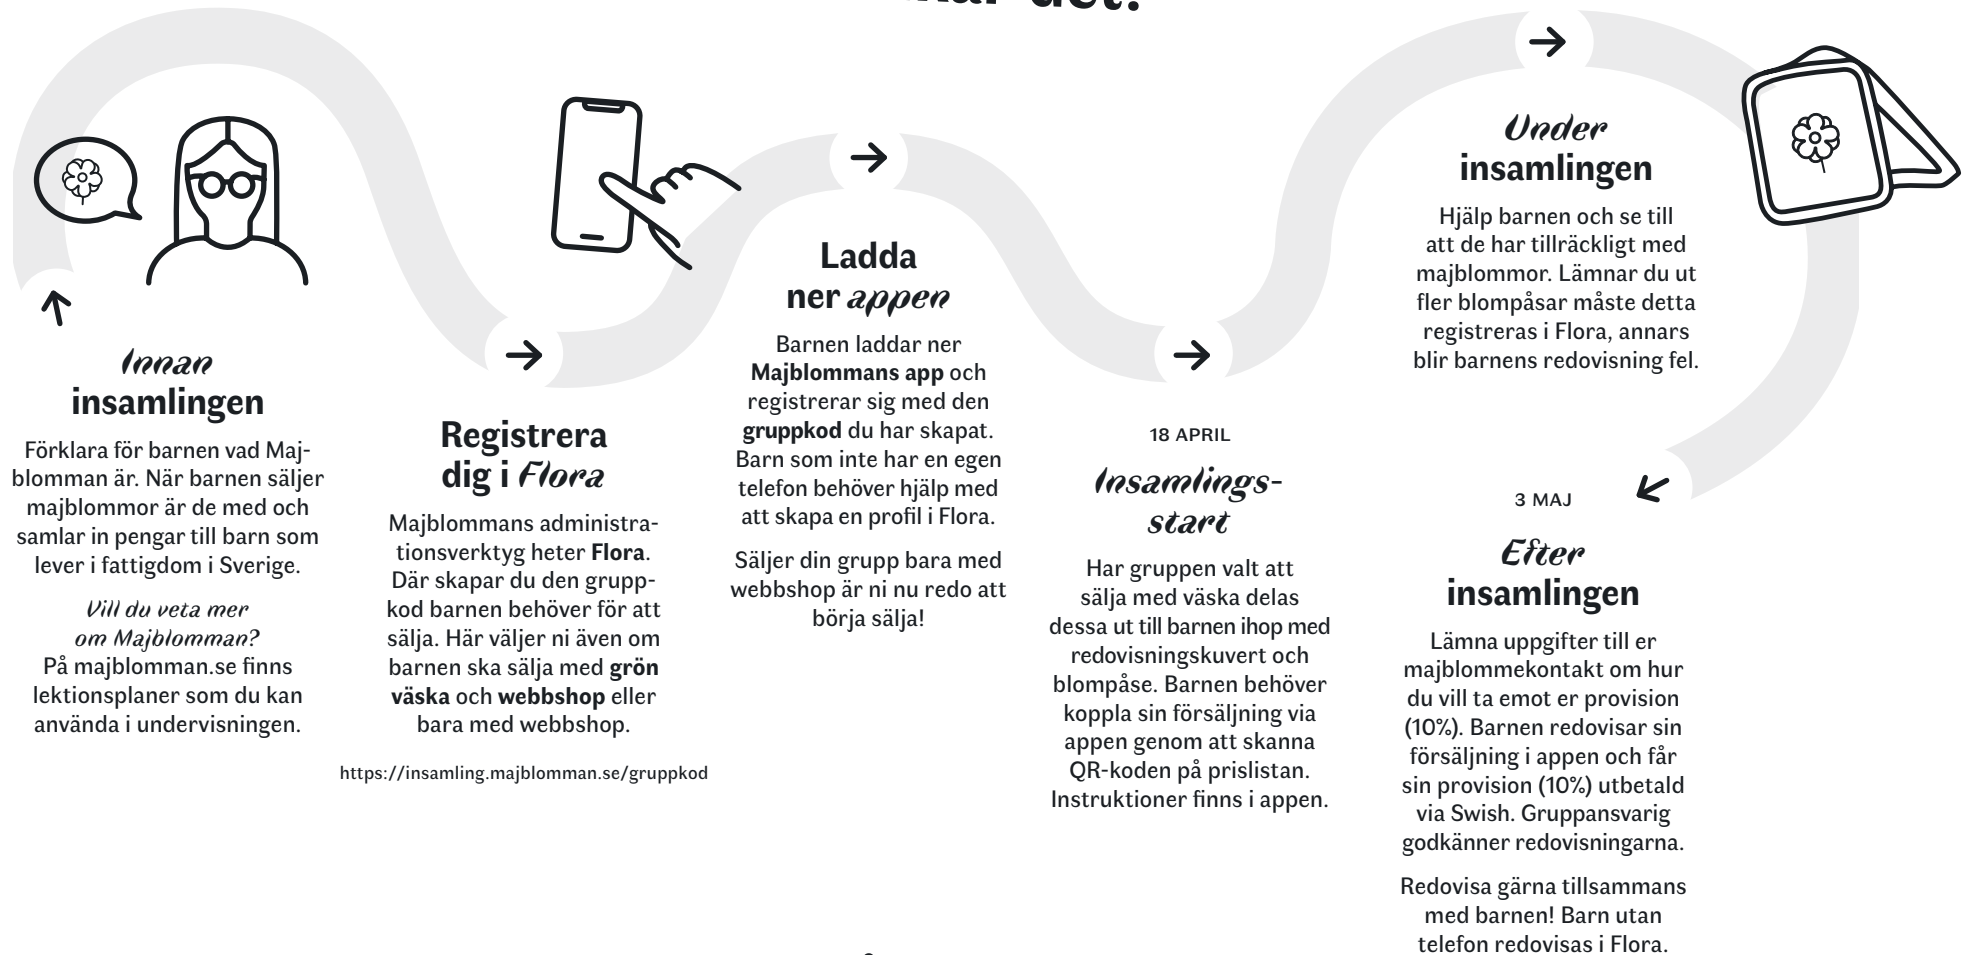 det?
Innan
insamlingen
Förklara för barnen vad Maj-
blomman är. När barnen säljer
majblommor är de med och
samlar in pengar till barn som
lever i fattigdom i Sverige.
Vill du veta mer
om Majblomman?
På majblomman.se finns
lektionsplaner som du kan
använda i undervisningen.
Registrera
dig i Flora
Majblommans administra-
tionsverktyg heter Flora.
Där skapar du den grupp-
kod barnen behöver för att
sälja. Här väljer ni även om
barnen ska sälja med grön
väska och webbshop eller
bara med webbshop.
https://insamling.majblomman.se/gruppkod
Ladda
ner appen
Barnen laddar ner
Majblommans app och
registrerar sig med den
gruppkod du har skapat.
Barn som inte har en egen
telefon behöver hjälp med
att skapa en profil i Flora.
Säljer din grupp bara med
webbshop är ni nu redo att
börja sälja!
18 APRIL
Insamlings-
start
Har gruppen valt att
sälja med väska delas
dessa ut till barnen ihop med
redovisningskuvert och
blompåse. Barnen behöver
koppla sin försäljning via
appen genom att skanna
QR-koden på prislistan.
Instruktioner finns i appen.
Under
insamlingen
Hjälp barnen och se till
att de har tillräckligt med
majblommor. Lämnar du ut
fler blompåsar måste detta
registreras i Flora, annars
blir barnens redovisning fel.
3 MAJ
Efter
insamlingen
Lämna uppgifter till er
majblommekontakt om hur
du vill ta emot er provision
(10%). Barnen redovisar sin
försäljning i appen och får
sin provision (10%) utbetald
via Swish. Gruppansvarig
godkänner redovisningarna.
Redovisa gärna tillsammans
med barnen! Barn utan
telefon redovisas i Flora.